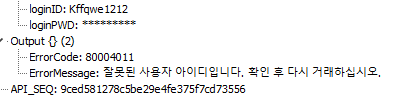 loginID: Kffqwe1212
loginPWD: *********
Output {} (2)
ErrorCode: 80004011
ErrorMessage: 잘못된 사용자 아이디입니다. 확인 후 다시 거래하십시오.
API_SEQ: 9ced581278c5be29e4fe375f7cd73556